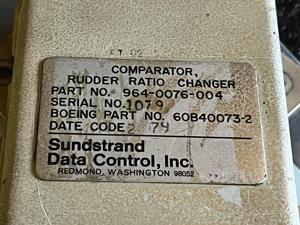 COMPARATOR,
RUDDER RATIO CHANGER
PART NO. 964-0076-004
SERIAL NO. 1079
BOEING PART NO. 60B40073-2
DATE CODE 2 79
Sundstrand
Data Control, Inc.
REDMOND, WASHINGTON 98052